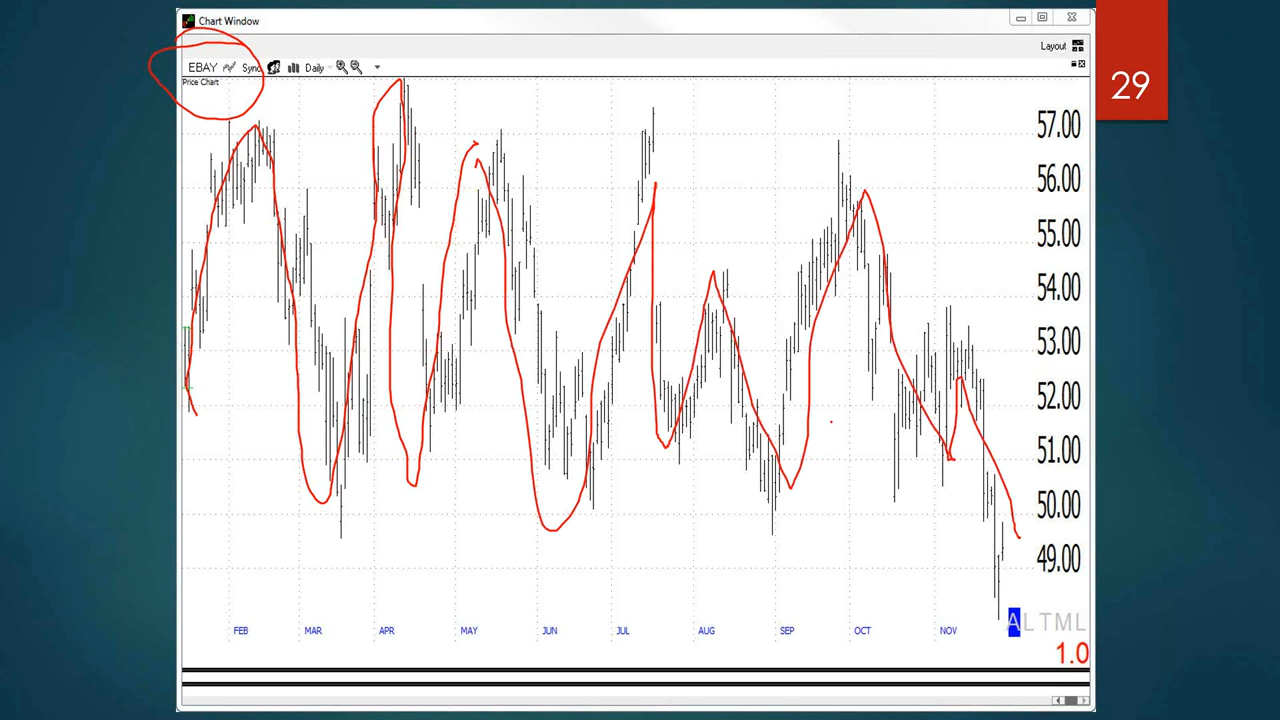 Chart Window
29
Layout
EBAY Sync Daily
Price Chart
57.00
56.00
55.00
54.00
53.00
52.00
51.00
50.00
49.00
ALTML
FEB MAR APR MAY JUN JUL AUG SEP OCT NOV
1.0